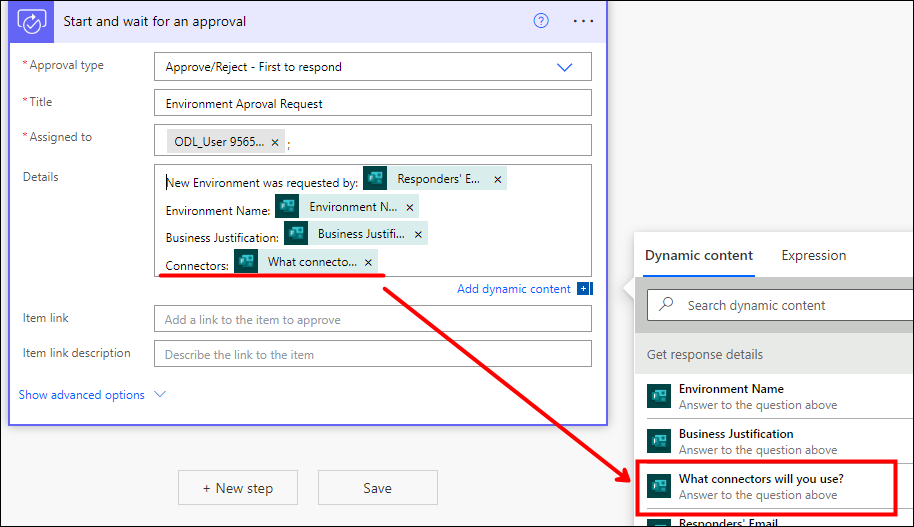 Start and wait for an approval
* Approval type
Approve/Reject - First to respond
* Title
Environment Aproval Request
* Assigned to
ODL_User 9565... × ;
Details
New Environment was requested by: Responders' E... ×
Environment Name: Environment N... ×
Business Justification: Business Justifi... ×
Connectors: What connecto... ×
Add dynamic content
Item link
Add a link to the item to approve
Item link description
Describe the link to the item
Show advanced options
+ New step
Save
Dynamic content
Expression
Search dynamic content
Get response details
Environment Name
Answer to the question above
Business Justification
Answer to the question above
What connectors will you use?
Answer to the question above
Responders' Email